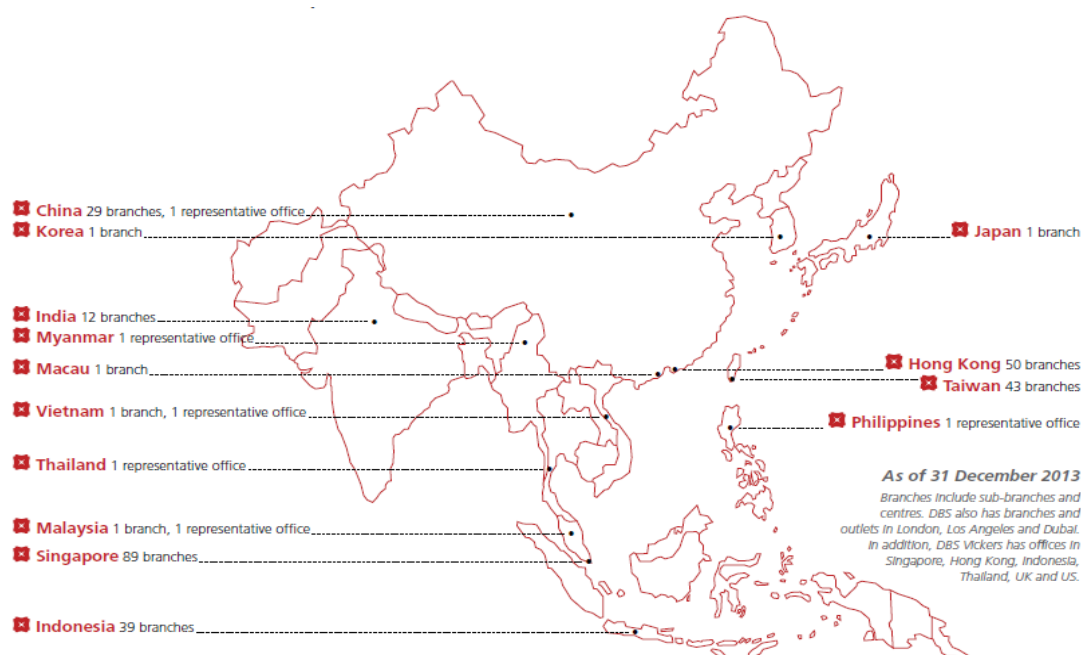 China 29 branches, 1 representative office
Korea 1 branch
Japan 1 branch
India 12 branches
Myanmar 1 representative office
Macau 1 branch
Hong Kong 50 branches
Taiwan 43 branches
Vietnam 1 branch, 1 representative office
Philippines 1 representative office
Thailand 1 representative office
Malaysia 1 branch, 1 representative office
Singapore 89 branches
Indonesia 39 branches
As of 31 December 2013
Branches include sub-branches and
centres. DBS also has branches and
outlets in London, Los Angeles and Dubai.
In addition, DBS Vickers has offices in
Singapore, Hong Kong, Indonesia,
Thailand, UK and US.